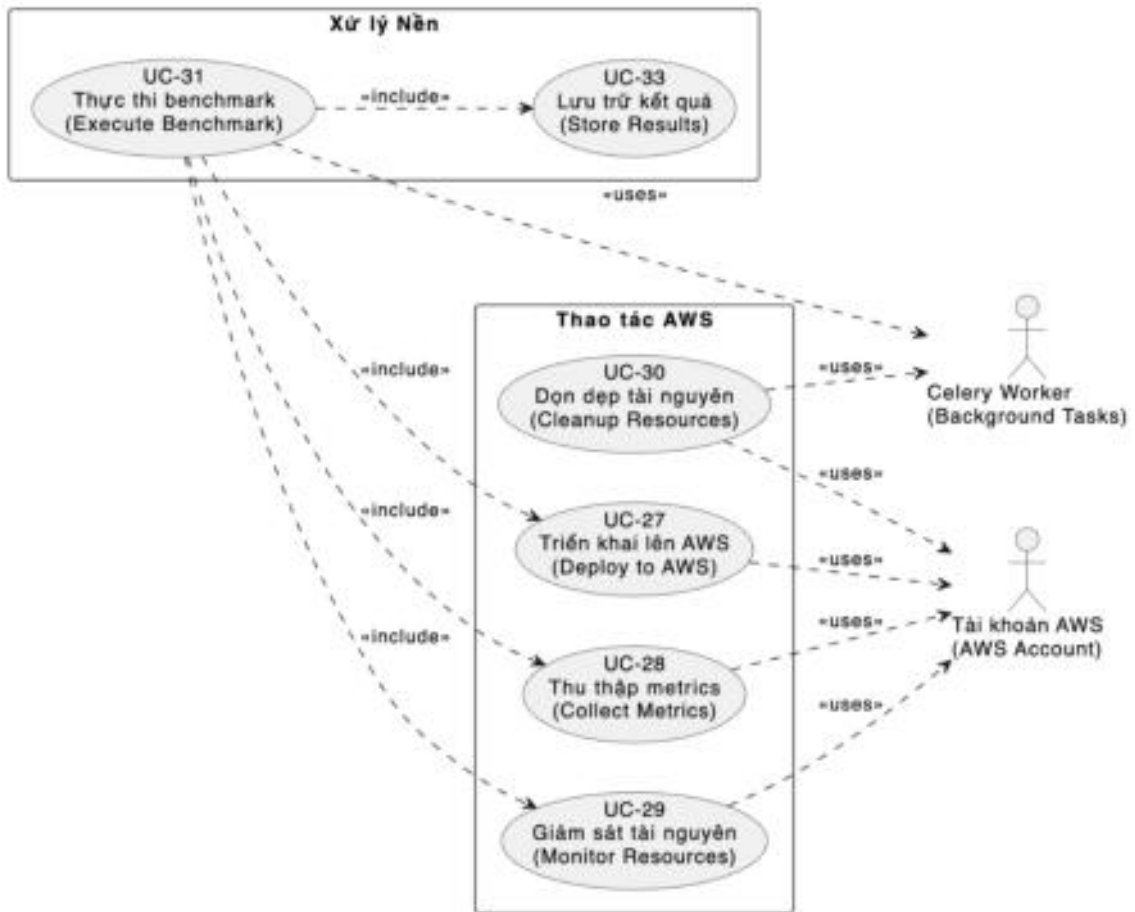 Xử lý Nền
UC-31
Thực thi benchmark
(Execute Benchmark)
«include»
UC-33
Lưu trữ kết quả
(Store Results)
«uses»
Thao tác AWS
«include»
UC-30
Dọn dẹp tài nguyên
(Cleanup Resources)
«uses»
Celery Worker
(Background Tasks)
«uses»
«include»
UC-27
Triển khai lên AWS
(Deploy to AWS)
«uses»
«uses»
Tài khoản AWS
(AWS Account)
«include»
UC-28
Thu thập metrics
(Collect Metrics)
«uses»
UC-29
Giám sát tài nguyên
(Monitor Resources)